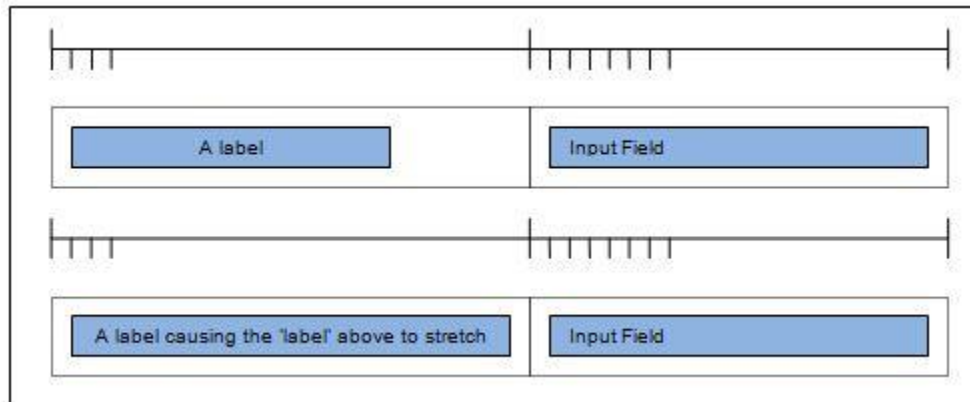 A label
Input Field
A label causing the 'label' above to stretch
Input Field